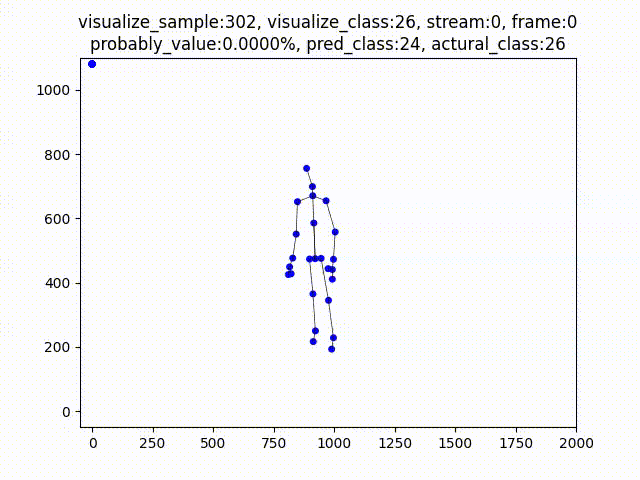 visualize_sample:302, visualize_class:26, stream:0, frame:0
probably_value:0.0000%, pred_class:24, actural_class:26
1000
800
600
400
200
0
0 250 500 750 1000 1250 1500 1750 2000